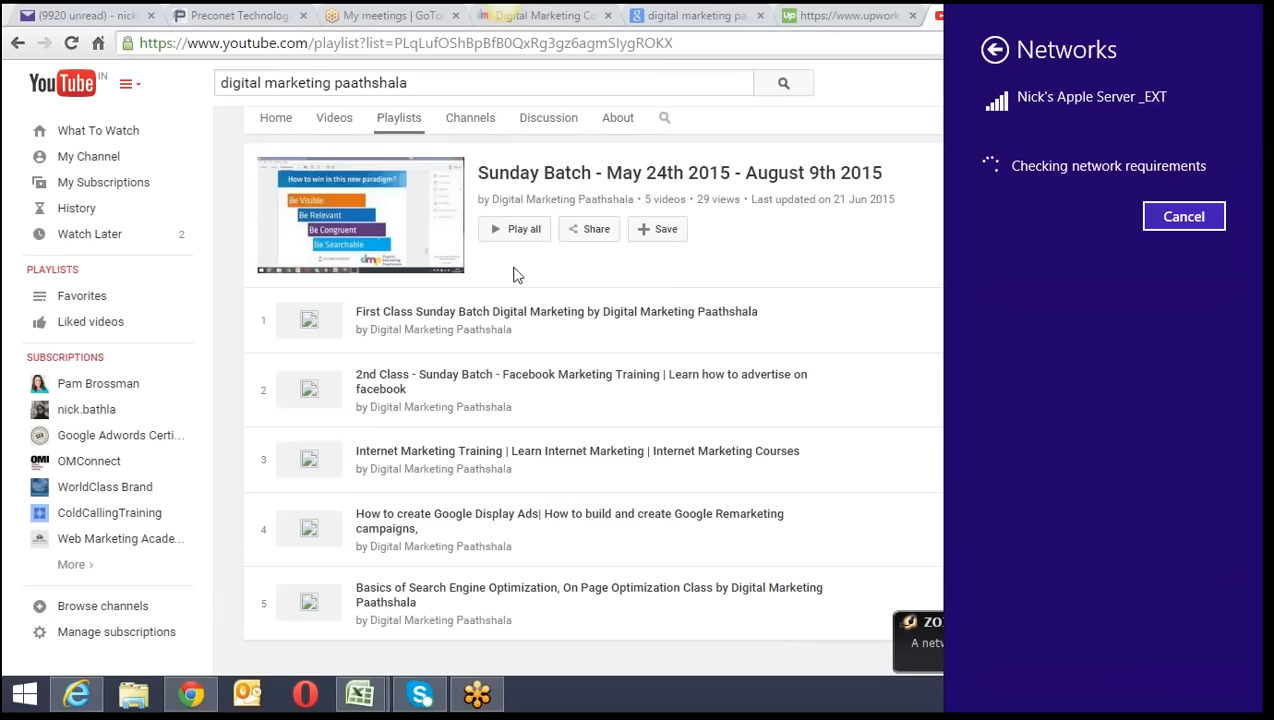 (9920 unread) - nick
Preconet Technolog
My meetings | GoTo
Digital Marketing Co
digital marketing pa
https://www.upwork
https://www.youtube.com/playlist?list=PLqLufOShBpBfB0QxRg3gz6agmSIygROKX
YouTube IN
digital marketing paathshala
Home Videos Playlists Channels Discussion About
What To Watch
My Channel
My Subscriptions
History
Watch Later 2
PLAYLISTS
Favorites
Liked videos
SUBSCRIPTIONS
Pam Brossman
nick.bathla
Google Adwords Certi...
OMI OMConnect
WorldClass Brand
ColdCallingTraining
Web Marketing Acade...
More ›
Browse channels
Manage subscriptions
How to win in this new paradigm?
Be Visible
Be Relevant
Be Congruent
Be Searchable
Sunday Batch - May 24th 2015 - August 9th 2015
by Digital Marketing Paathshala • 5 videos • 29 views • Last updated on 21 Jun 2015
Play all Share Save
1 First Class Sunday Batch Digital Marketing by Digital Marketing Paathshala
by Digital Marketing Paathshala
2 2nd Class - Sunday Batch - Facebook Marketing Training | Learn how to advertise on
facebook
by Digital Marketing Paathshala
3 Internet Marketing Training | Learn Internet Marketing | Internet Marketing Courses
by Digital Marketing Paathshala
4 How to create Google Display Ads| How to build and create Google Remarketing
campaigns,
by Digital Marketing Paathshala
5 Basics of Search Engine Optimization, On Page Optimization Class by Digital Marketing
Paathshala
by Digital Marketing Paathshala
ZO
A netw
Networks
Nick's Apple Server _EXT
Checking network requirements
Cancel